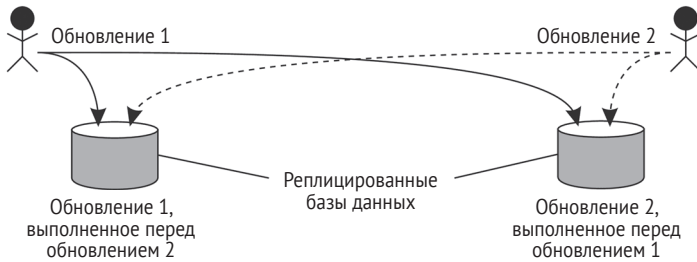 Обновление 1
Обновление 2
Реплицированные
базы данных
Обновление 1,
выполненное перед
обновлением 2
Обновление 2,
выполненное перед
обновлением 1